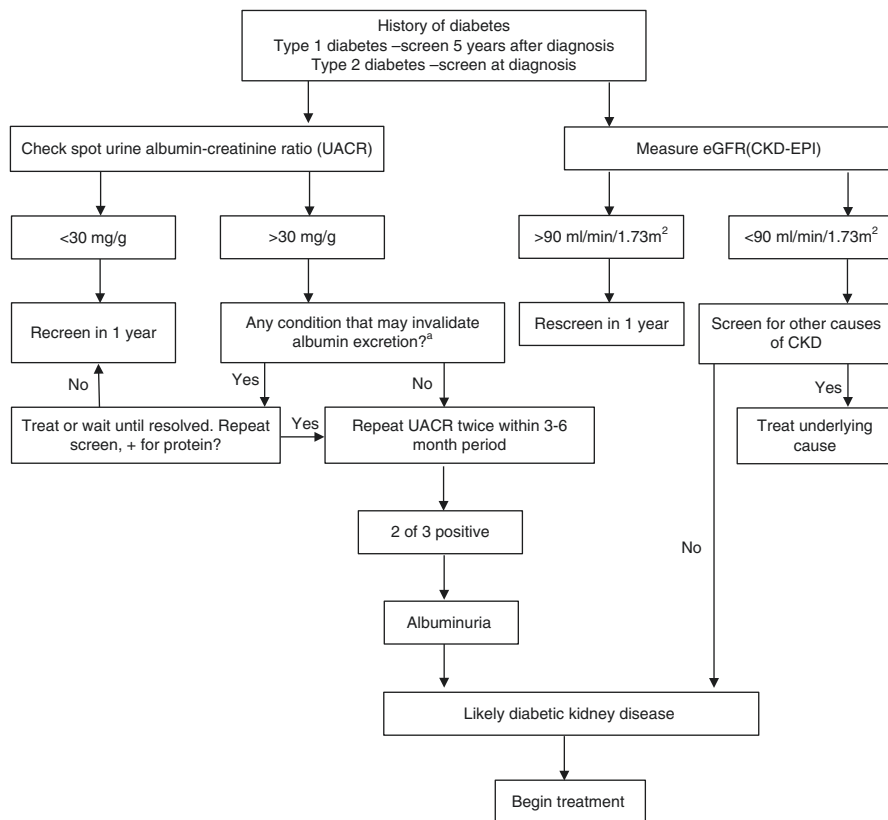 History of diabetes
Type 1 diabetes –screen 5 years after diagnosis
Type 2 diabetes –screen at diagnosis
Check spot urine albumin-creatinine ratio (UACR)
Measure eGFR(CKD-EPI)
<30 mg/g
>30 mg/g
>90 ml/min/1.73m²
<90 ml/min/1.73m²
Recreen in 1 year
Any condition that may invalidate
albumin excretion?ᵃ
Rescreen in 1 year
Screen for other causes
of CKD
No
Yes
No
Yes
Treat or wait until resolved. Repeat
screen, + for protein?
Yes
Repeat UACR twice within 3-6
month period
Treat underlying
cause
2 of 3 positive
No
Albuminuria
Likely diabetic kidney disease
Begin treatment